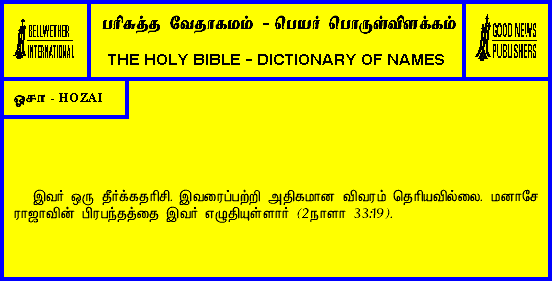 BELLWETHER
INTERNATIONAL
பரிசுத்த வேதாகமம் - பெயர் பொருள்விளக்கம்
THE HOLY BIBLE - DICTIONARY OF NAMES
GOOD NEWS
PUBLISHERS
ஓசா - HOZAI
இவர் ஒரு தீர்க்கதரிசி. இவரைப்பற்றி அதிகமான விவரம் தெரியவில்லை. மனாசே
ராஜாவின் பிரபந்தத்தை இவர் எழுதியுள்ளார் (2நாளா 33:19).